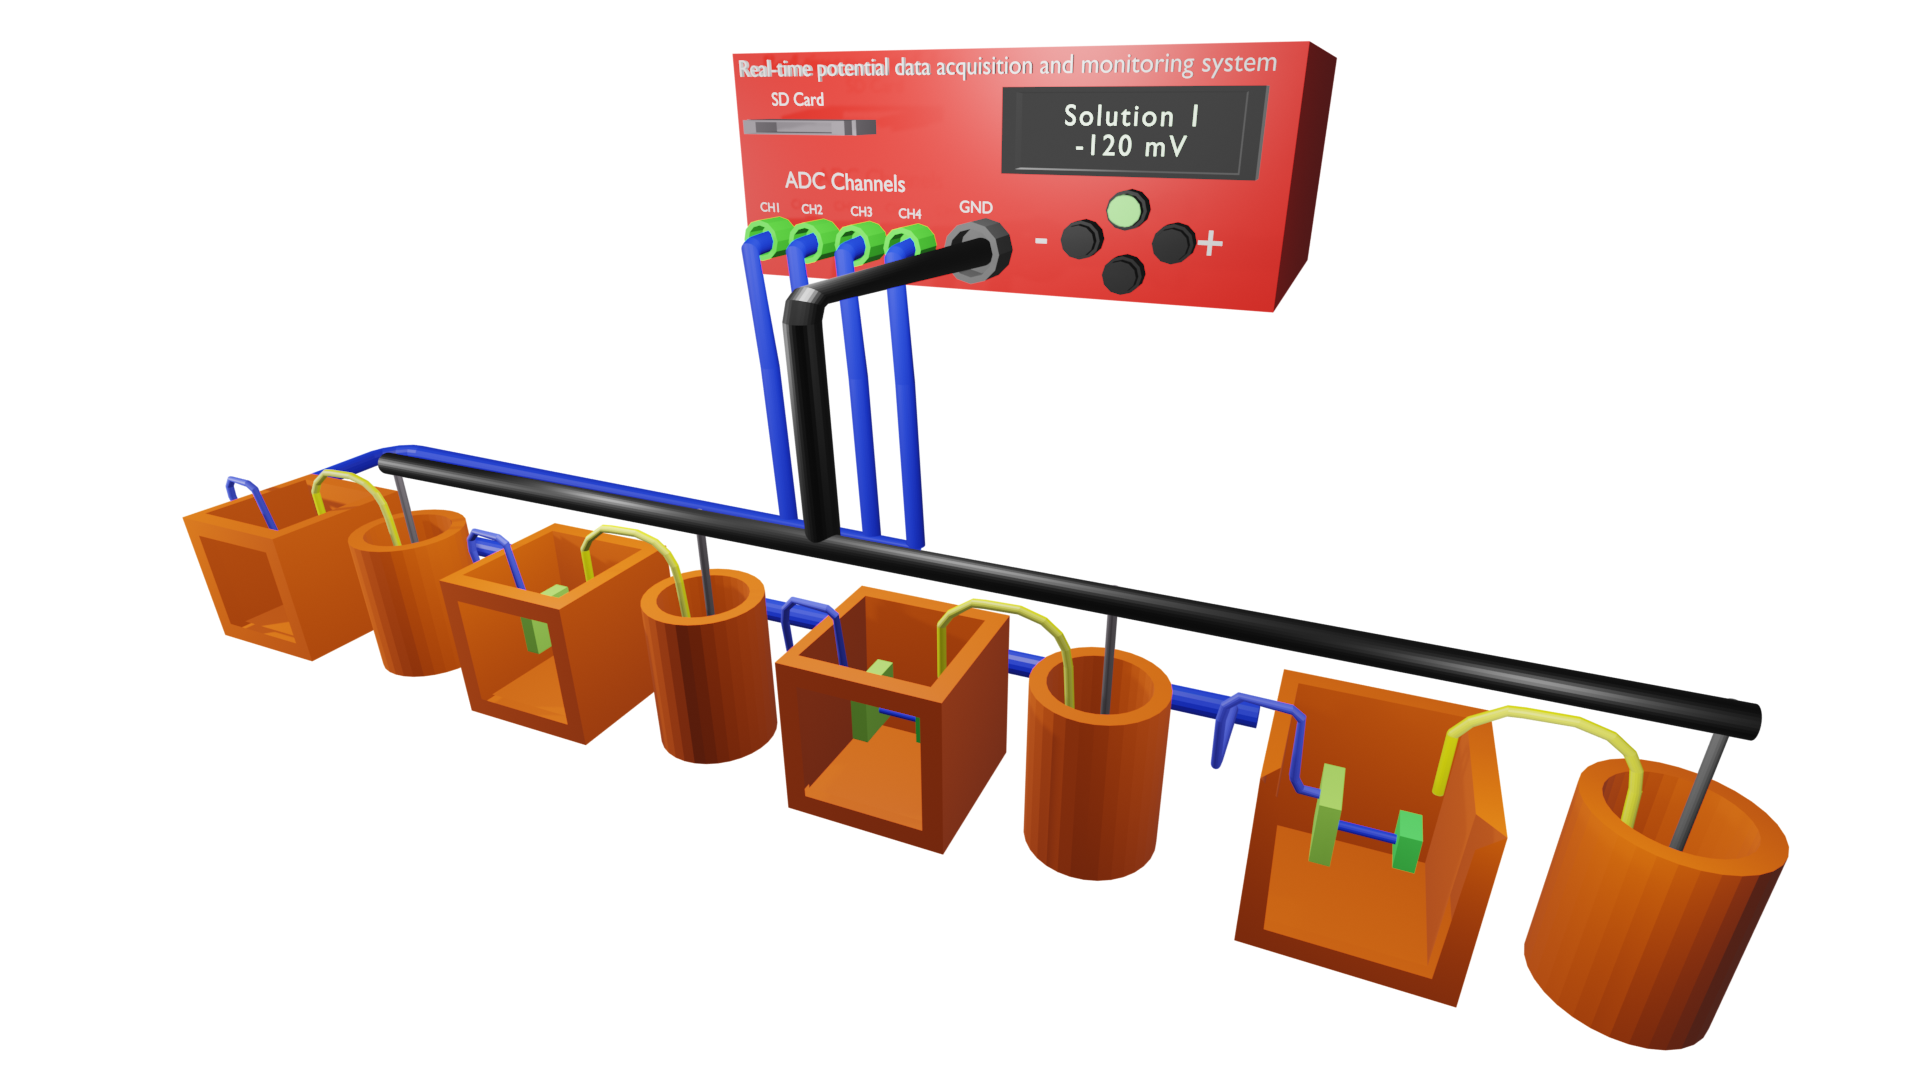 Real-time potential data acquisition and monitoring system
SD Card
Solution 1
-120 mV
ADC Channels
CH1 CH2 CH3 CH4 GND
- +